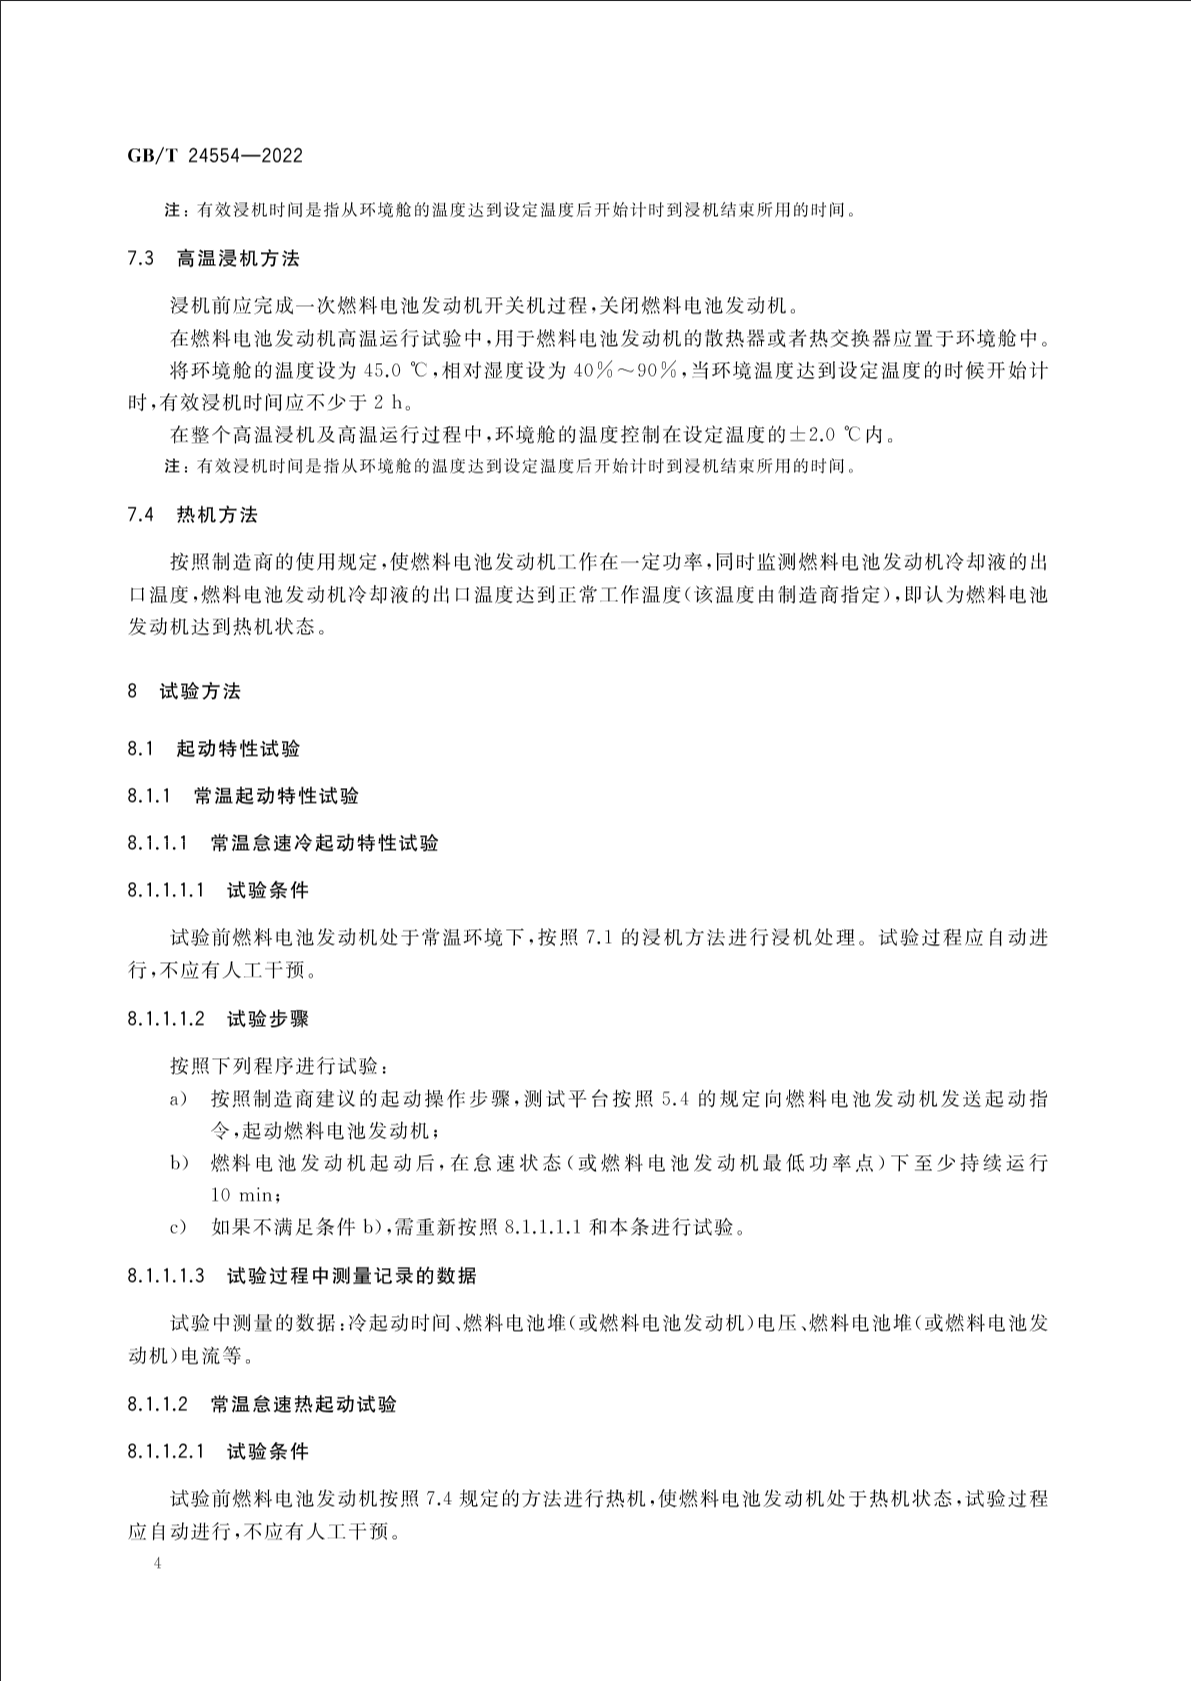 GB/T 24554—2022
注：有效浸机时间是指从环境舱的温度达到设定温度后开始计时到浸机结束所用的时间。
7.3 高温浸机方法
浸机前应完成一次燃料电池发动机开关机过程,关闭燃料电池发动机。
在燃料电池发动机高温运行试验中,用于燃料电池发动机的散热器或者热交换器应置于环境舱中。
将环境舱的温度设为 45.0 ℃,相对湿度设为 40%～90%,当环境温度达到设定温度的时候开始计
时,有效浸机时间应不少于 2 h。
在整个高温浸机及高温运行过程中,环境舱的温度控制在设定温度的±2.0 ℃内。
注：有效浸机时间是指从环境舱的温度达到设定温度后开始计时到浸机结束所用的时间。
7.4 热机方法
按照制造商的使用规定,使燃料电池发动机工作在一定功率,同时监测燃料电池发动机冷却液的出
口温度,燃料电池发动机冷却液的出口温度达到正常工作温度(该温度由制造商指定),即认为燃料电池
发动机达到热机状态。
8 试验方法
8.1 起动特性试验
8.1.1 常温起动特性试验
8.1.1.1 常温怠速冷起动特性试验
8.1.1.1.1 试验条件
试验前燃料电池发动机处于常温环境下,按照 7.1 的浸机方法进行浸机处理。试验过程应自动进
行,不应有人工干预。
8.1.1.1.2 试验步骤
按照下列程序进行试验：
a) 按照制造商建议的起动操作步骤,测试平台按照 5.4 的规定向燃料电池发动机发送起动指
令,起动燃料电池发动机；
b) 燃料电池发动机起动后,在怠速状态(或燃料电池发动机最低功率点)下至少持续运行
10 min；
c) 如果不满足条件 b),需重新按照 8.1.1.1.1 和本条进行试验。
8.1.1.1.3 试验过程中测量记录的数据
试验中测量的数据：冷起动时间、燃料电池堆(或燃料电池发动机)电压、燃料电池堆(或燃料电池发
动机)电流等。
8.1.1.2 常温怠速热起动试验
8.1.1.2.1 试验条件
试验前燃料电池发动机按照 7.4 规定的方法进行热机,使燃料电池发动机处于热机状态,试验过程
应自动进行,不应有人工干预。
4